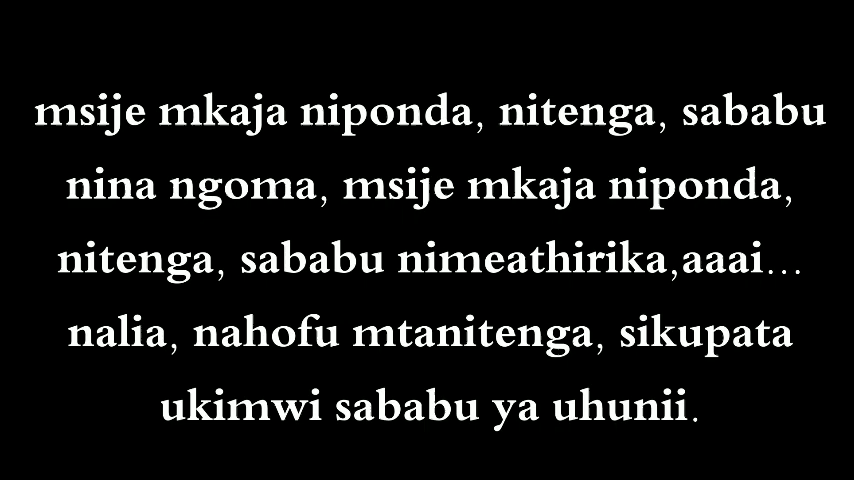 msije mkaja niponda, nitenga, sababu
nina ngoma, msije mkaja niponda,
nitenga, sababu nimeathirika,aaai...
nalia, nahofu mtanitenga, sikupata
ukimwi sababu ya uhunii.